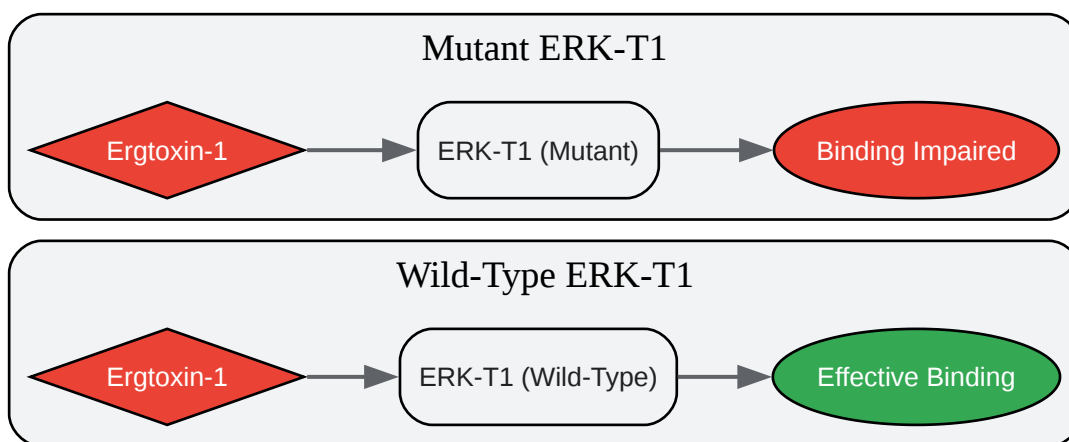 Mutant ERK-T1
Ergtoxin-1
ERK-T1 (Mutant)
Binding Impaired
Wild-Type ERK-T1
Ergtoxin-1
ERK-T1 (Wild-Type)
Effective Binding